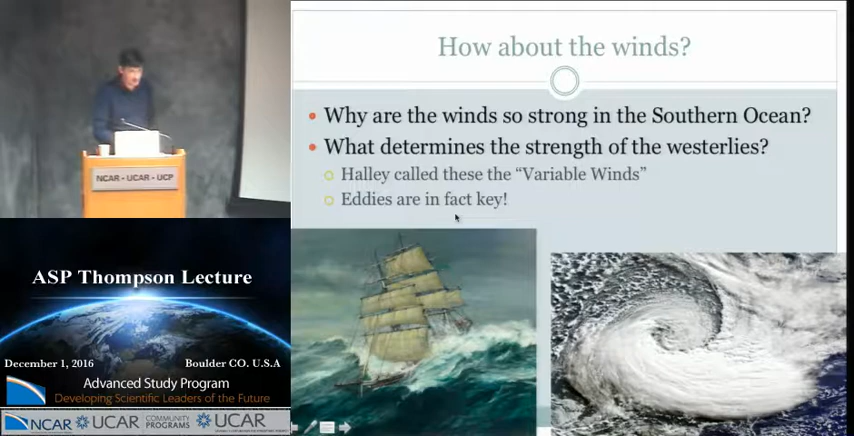 How about the winds?
Why are the winds so strong in the Southern Ocean?
What determines the strength of the westerlies?
Halley called these the “Variable Winds”
Eddies are in fact key!
NCAR - UCAR - UCP
ASP Thompson Lecture
December 1, 2016 Boulder CO. U.S.A
Advanced Study Program
Developing Scientific Leaders of the Future
NCAR UCAR COMMUNITY PROGRAMS UCAR